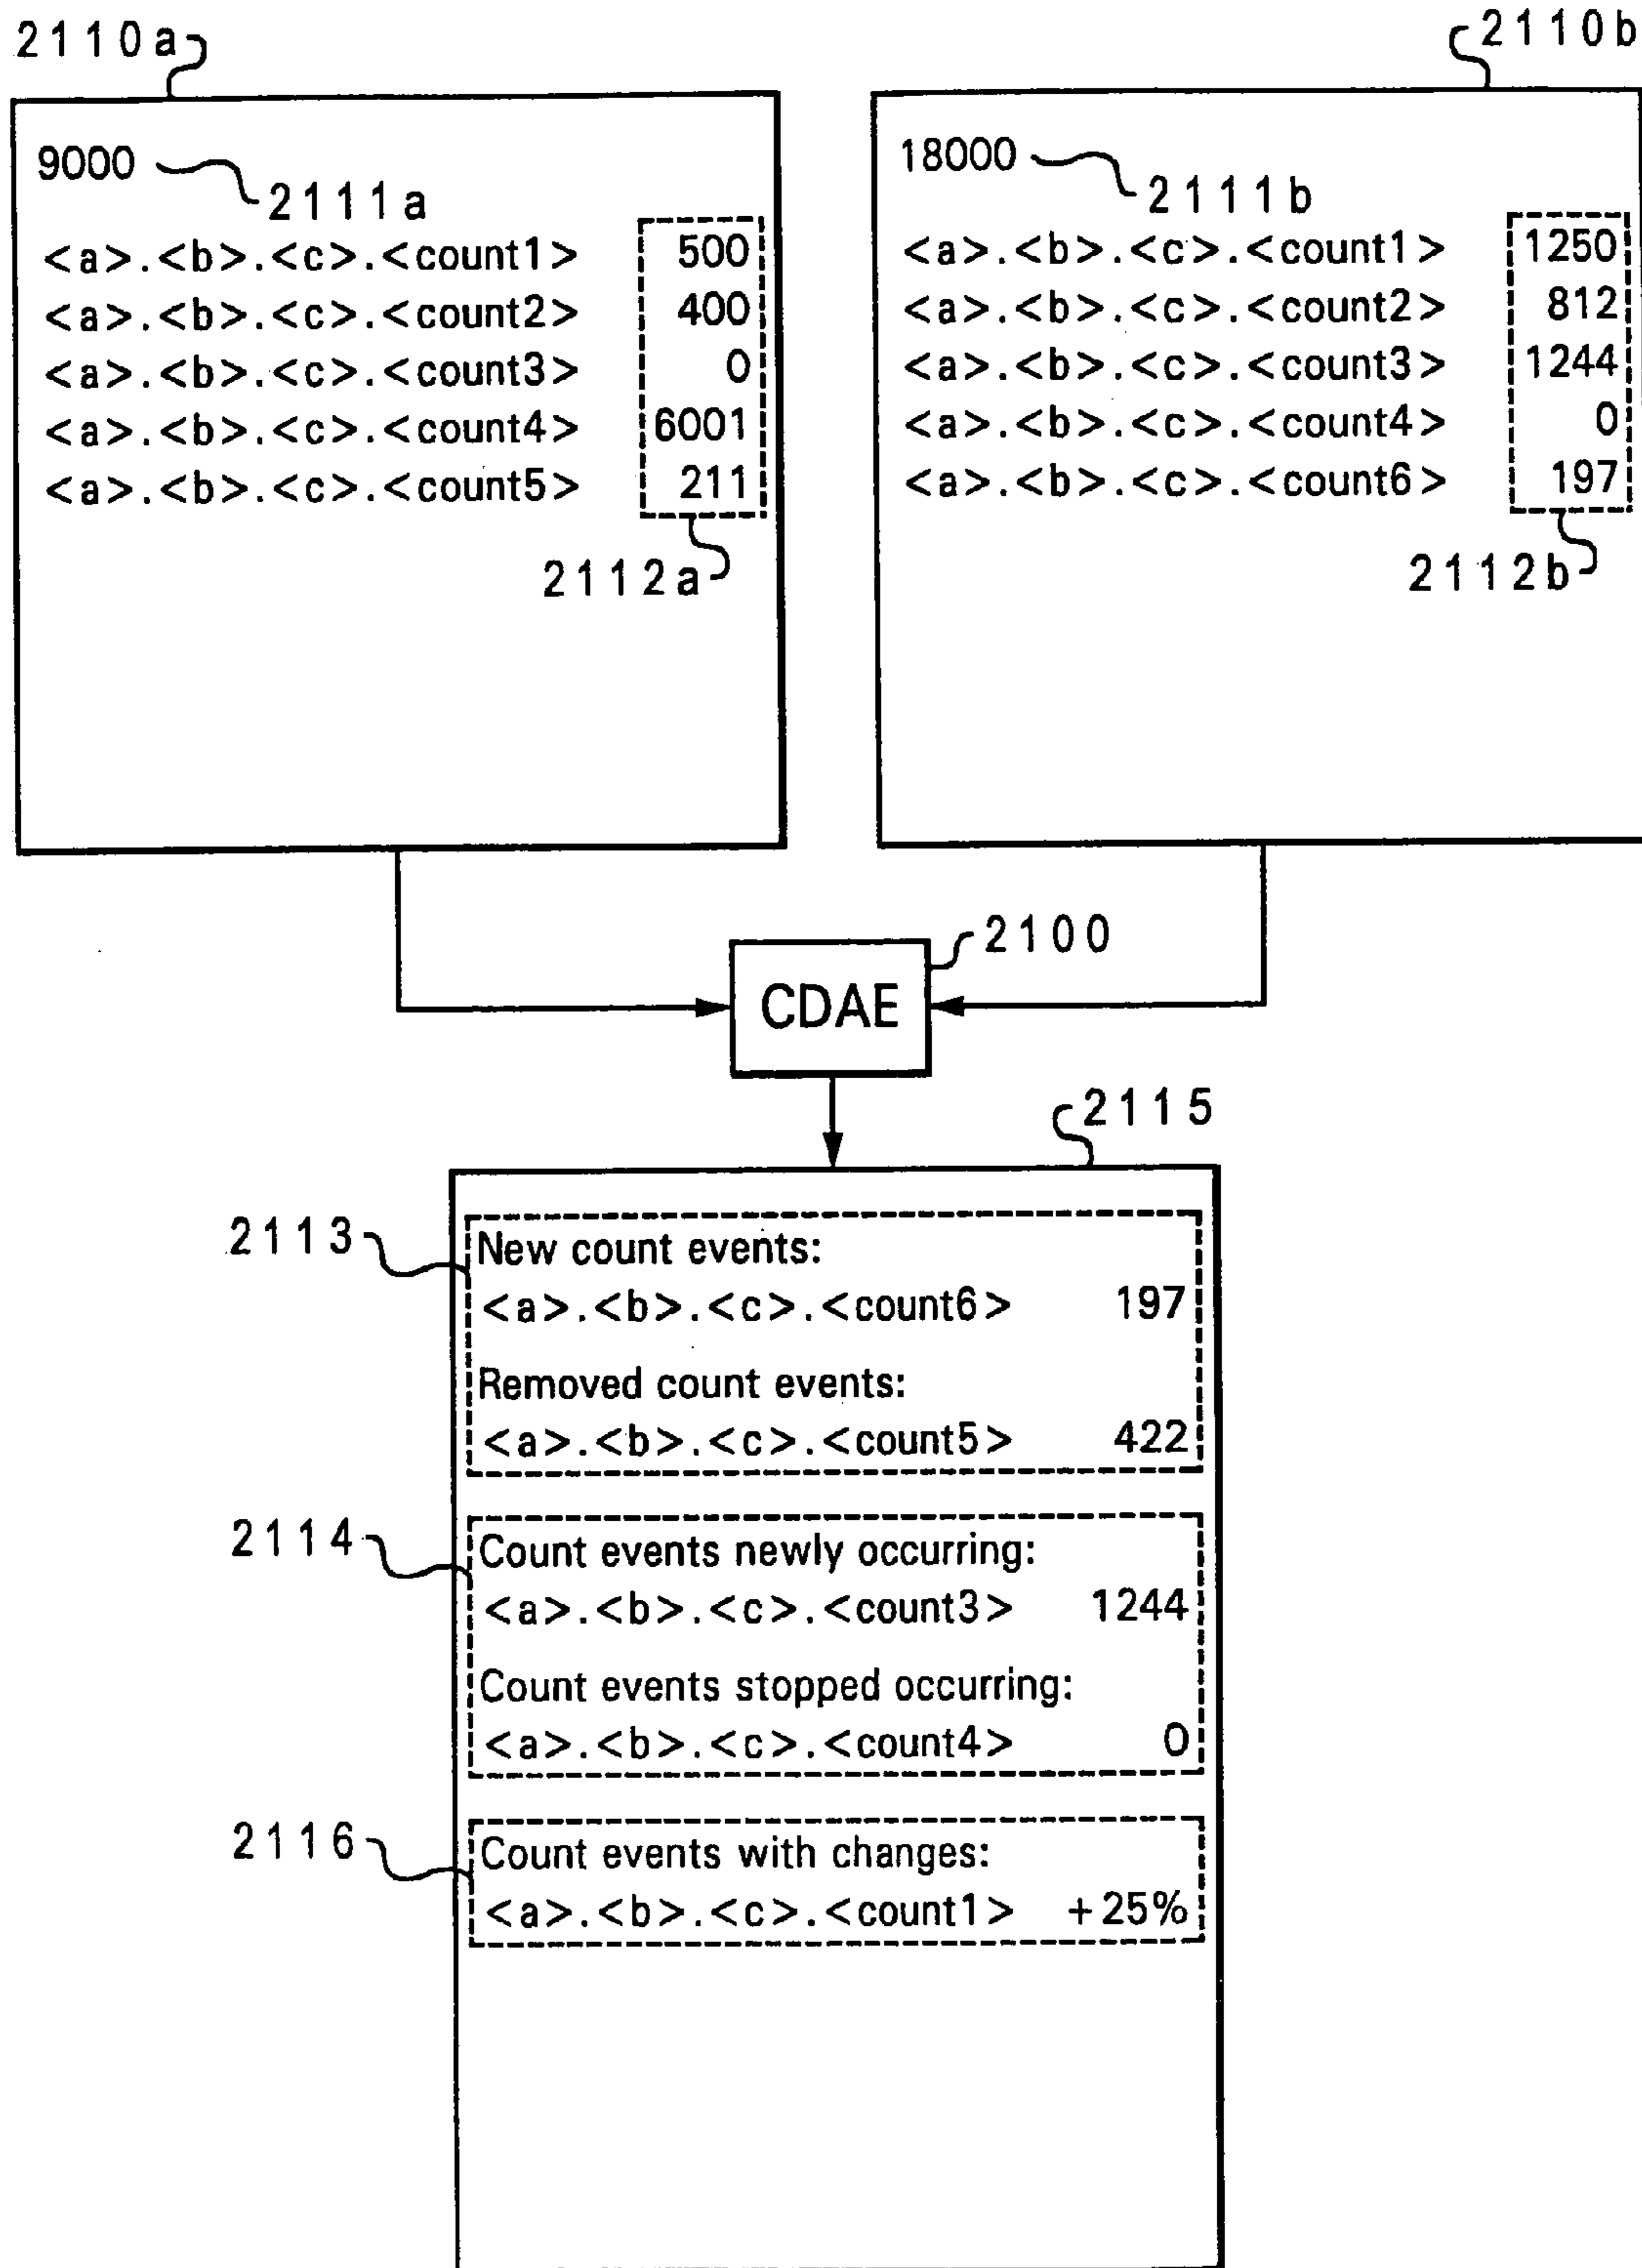 2110a
2110b
9000
2111a
<a>.<b>.<c>.<count1> 500
<a>.<b>.<c>.<count2> 400
<a>.<b>.<c>.<count3> 0
<a>.<b>.<c>.<count4> 6001
<a>.<b>.<c>.<count5> 211
2112a
18000
2111b
<a>.<b>.<c>.<count1> 1250
<a>.<b>.<c>.<count2> 812
<a>.<b>.<c>.<count3> 1244
<a>.<b>.<c>.<count4> 0
<a>.<b>.<c>.<count6> 197
2112b
2100
CDAE
2115
2113
New count events:
<a>.<b>.<c>.<count6> 197
Removed count events:
<a>.<b>.<c>.<count5> 422
2114
Count events newly occurring:
<a>.<b>.<c>.<count3> 1244
Count events stopped occurring:
<a>.<b>.<c>.<count4> 0
2116
Count events with changes:
<a>.<b>.<c>.<count1> +25%